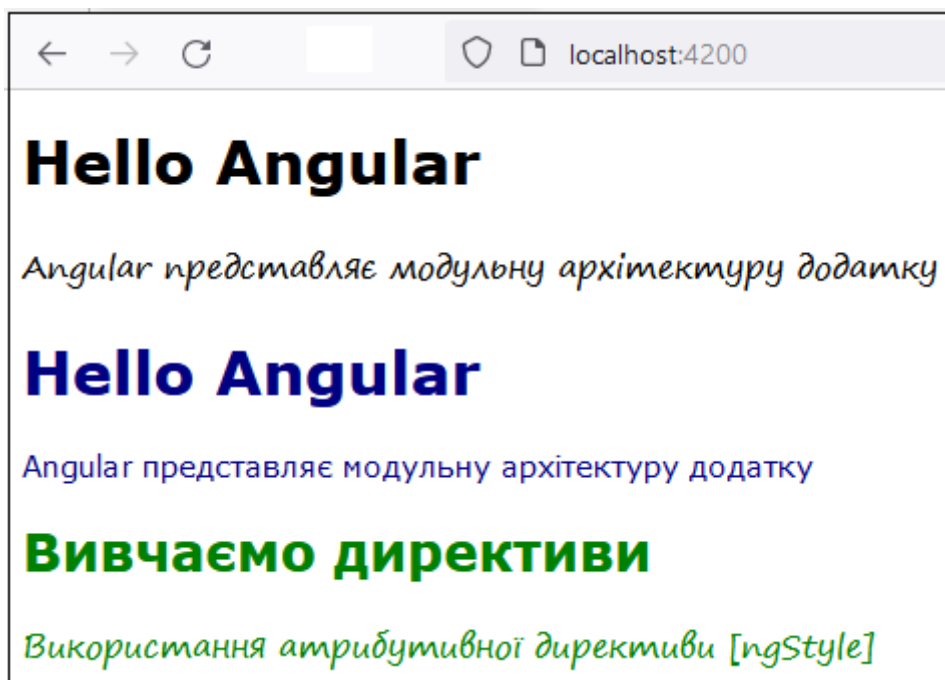 localhost:4200
Hello Angular
Angular представляє модульну архітектуру додатку
Hello Angular
Angular представляє модульну архітектуру додатку
Вивчаємо директиви
Використання атрибутивної директиви [ngStyle]